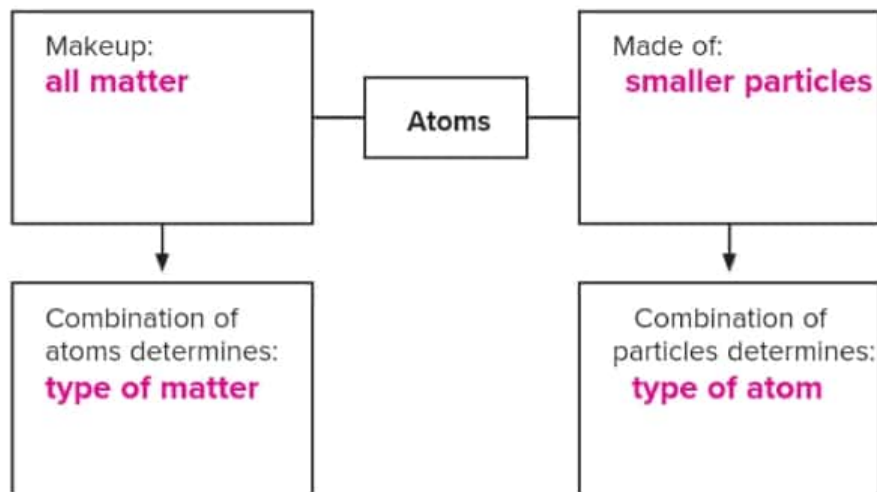 Makeup:
all matter
Atoms
Made of:
smaller particles
Combination of
atoms determines:
type of matter
Combination of
particles determines:
type of atom